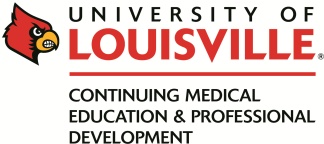 UNIVERSITY OF
LOUISVILLE®
CONTINUING MEDICAL
EDUCATION & PROFESSIONAL
DEVELOPMENT